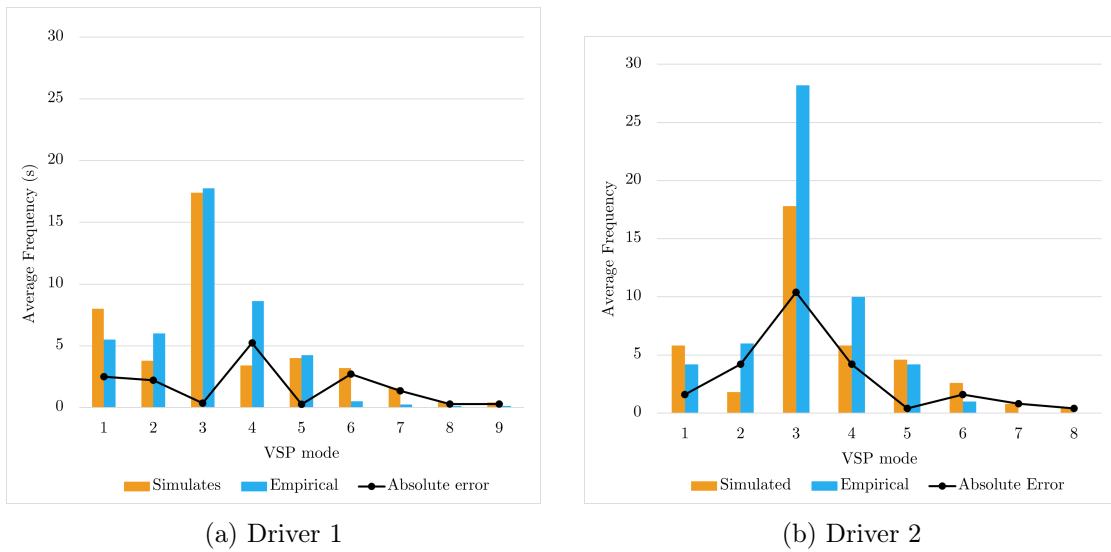 30
25
20
15
10
5
0
Average Frequency (s)
1 2 3 4 5 6 7 8 9
VSP mode
Simulates Empirical Absolute error
(a) Driver 1
30
25
20
15
10
5
0
Average Frequency
1 2 3 4 5 6 7 8
VSP mode
Simulated Empirical Absolute Error
(b) Driver 2